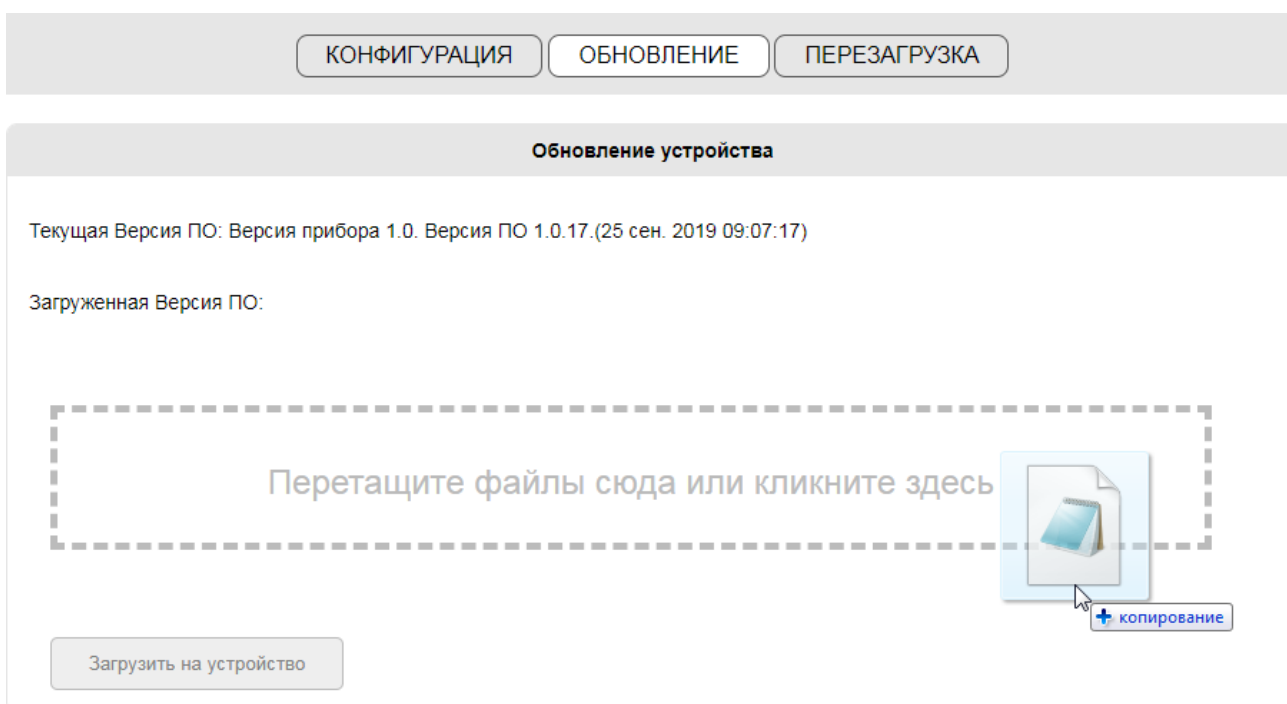 КОНФИГУРАЦИЯ ОБНОВЛЕНИЕ ПЕРЕЗАГРУЗКА
Обновление устройства
Текущая Версия ПО: Версия прибора 1.0. Версия ПО 1.0.17.(25 сен. 2019 09:07:17)
Загруженная Версия ПО:
Перетащите файлы сюда или кликните здесь
копирование
Загрузить на устройство